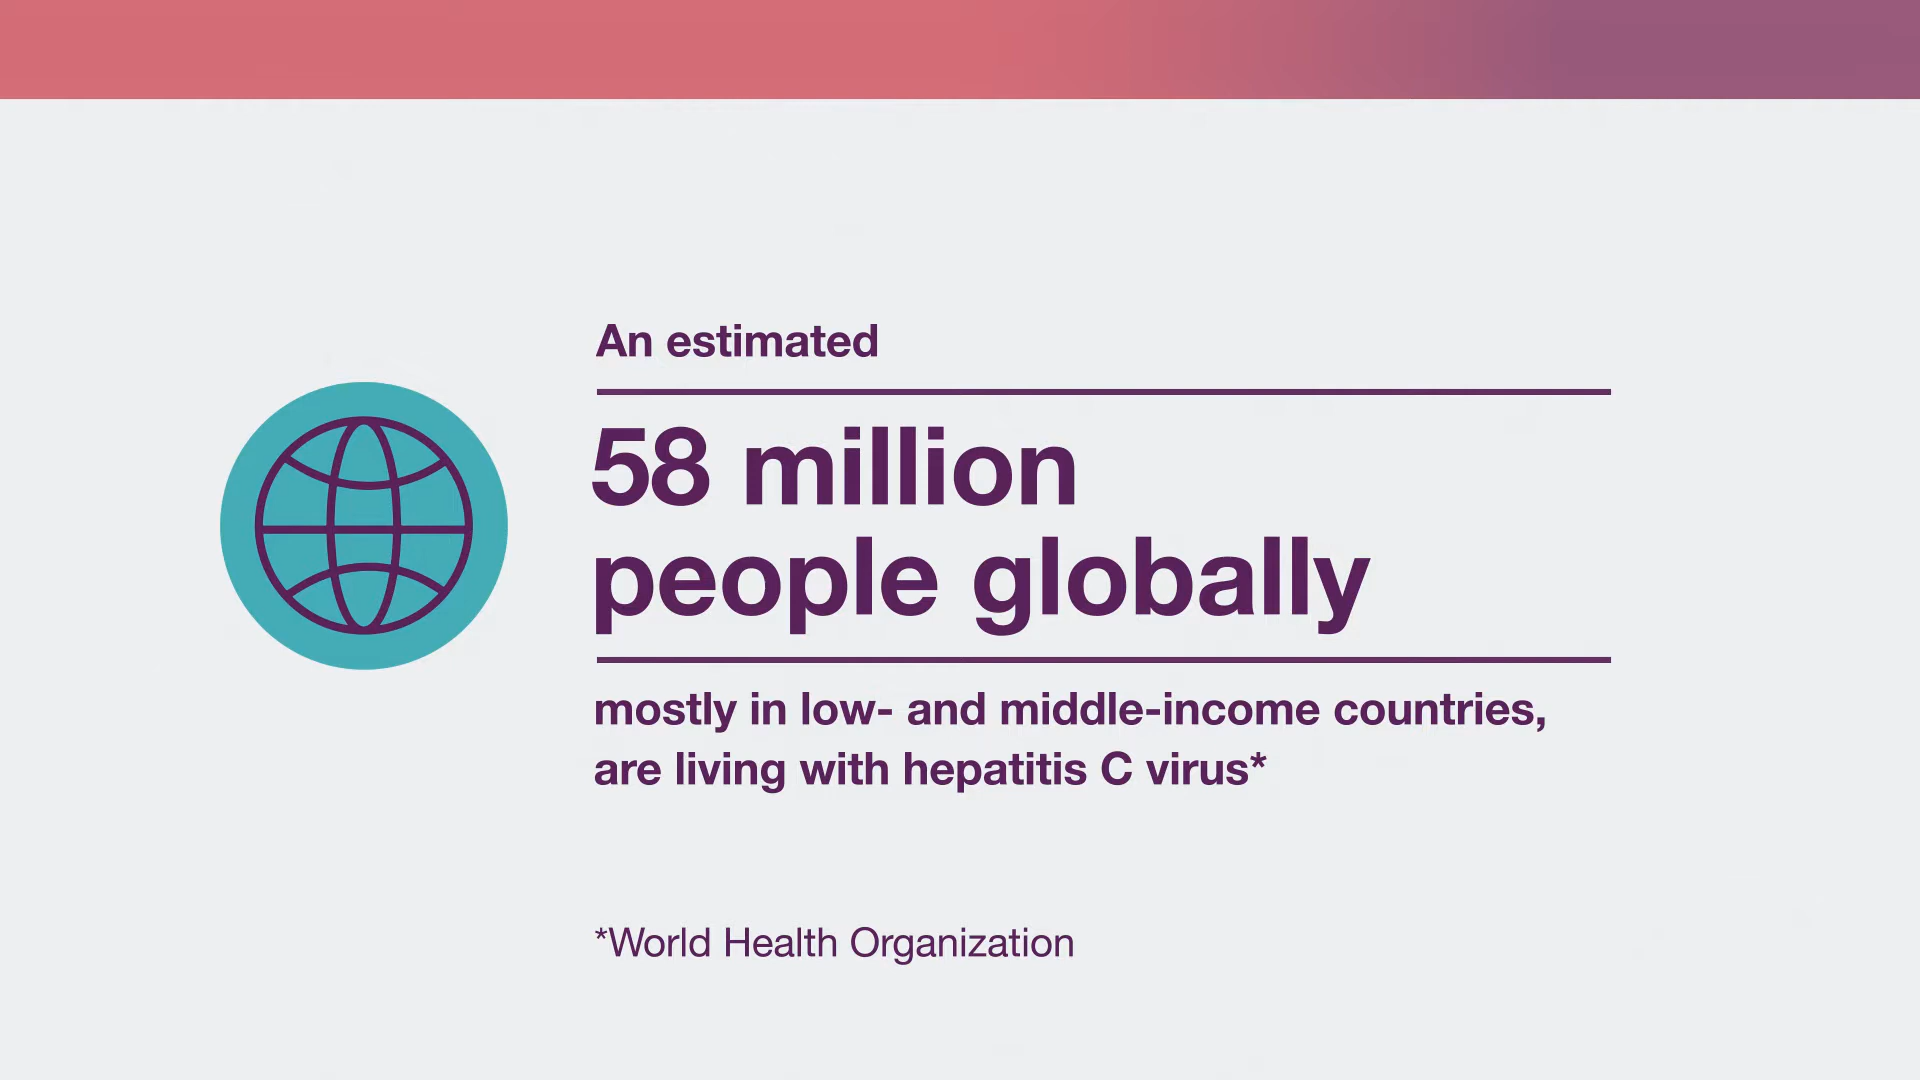 An estimated
58 million
people globally
mostly in low- and middle-income countries,
are living with hepatitis C virus*
*World Health Organization